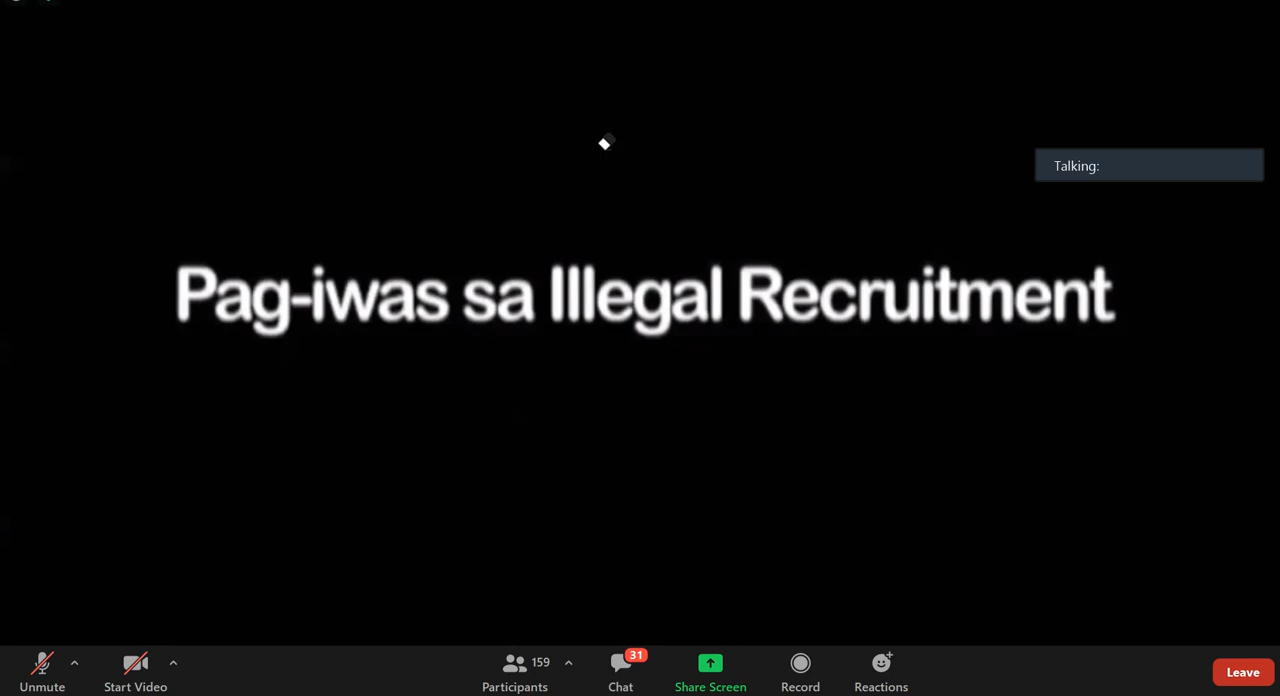 Talking:
Pag-iwas sa Illegal Recruitment
159
31
Unmute
Start Video
Participants
Chat
Share Screen
Record
Reactions
Leave